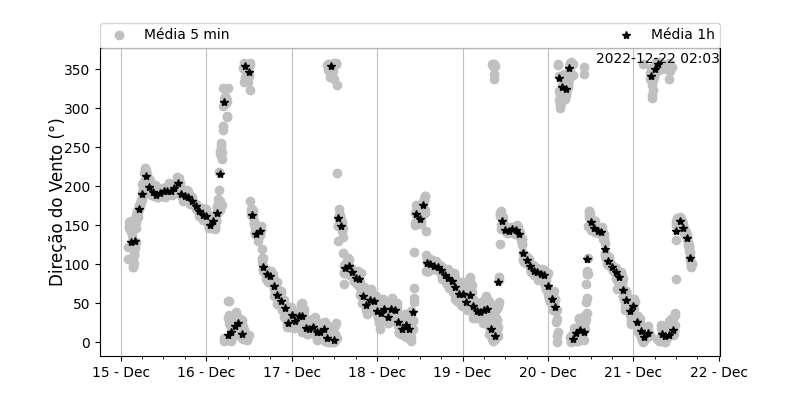 Média 5 min
Média 1h
2022-12-22 02:03
Direção do Vento (°)
350
300
250
200
150
100
50
0
15 - Dec
16 - Dec
17 - Dec
18 - Dec
19 - Dec
20 - Dec
21 - Dec
22 - Dec